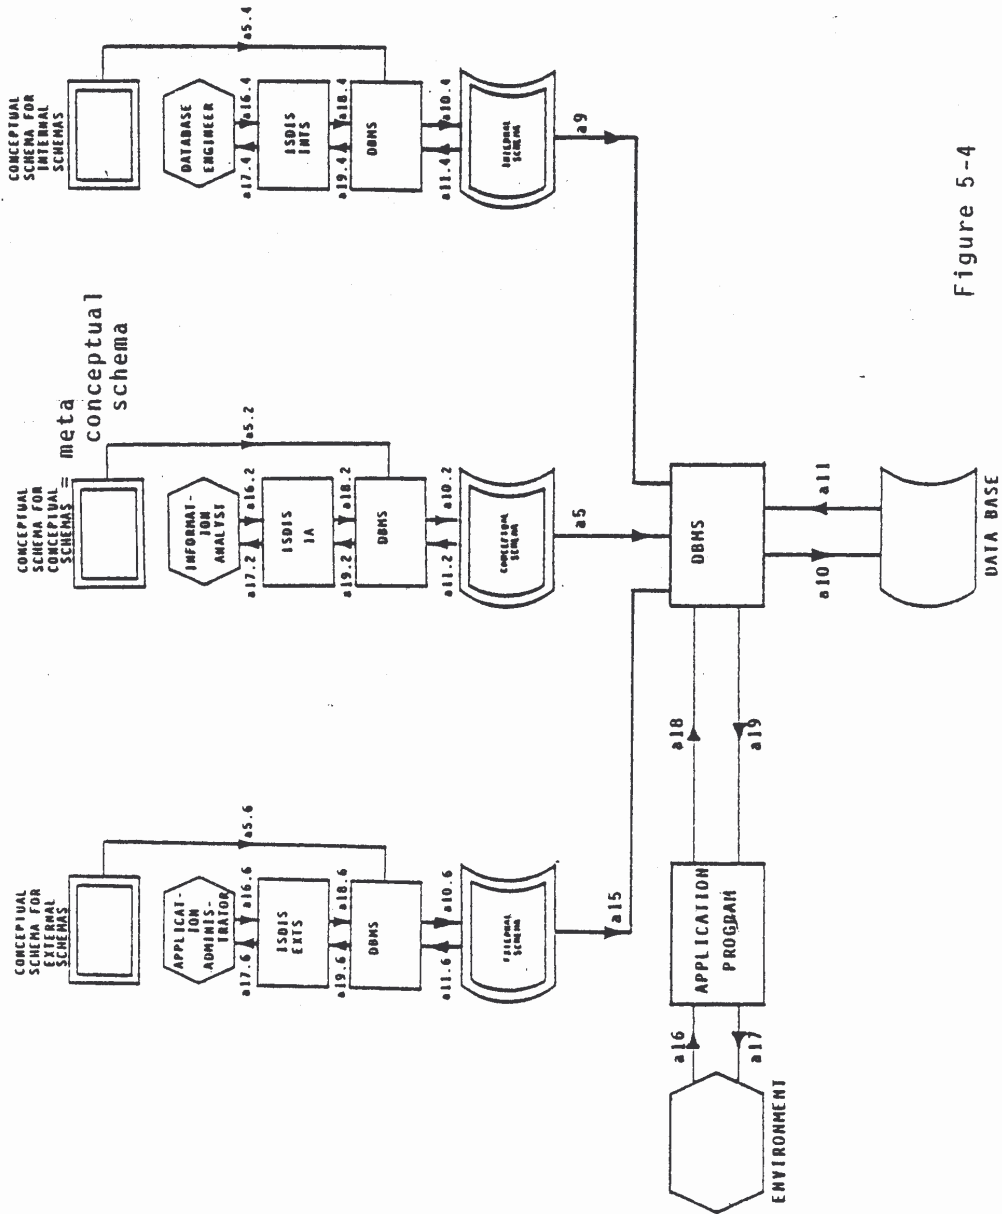 CONCEPTUAL
SCHEMA FOR
EXTERNAL
SCHEMAS
a5.6
APPLICAT-
ION
ADMINIS-
TRATOR
a17.6
a16.6
ISDIS
EXTS
a19.6
a18.6
DBMS
a11.6
a10.6
SCHEMA
a15
CONCEPTUAL
SCHEMA FOR
CONCEPTUAL
SCHEMAS
= meta
conceptual
schema
a5.2
INFORMAT-
ION
ANALYST
a17.2
a16.2
ISDIS
IA
a19.2
a18.2
DBMS
a11.2
a10.2
CONCEPTUAL
SCHEMA
a5
CONCEPTUAL
SCHEMA FOR
INTERNAL
SCHEMAS
a5.4
DATABASE
ENGINEER
a17.4
a16.4
ISDIS
INTS
a19.4
a18.4
DBMS
a11.4
a10.4
INTERNAL
SCHEMA
a9
ENVIRONMENT
a16
a17
APPLICATION
PROGRAM
a18
a19
DBMS
a10
a11
DATA BASE
Figure 5-4